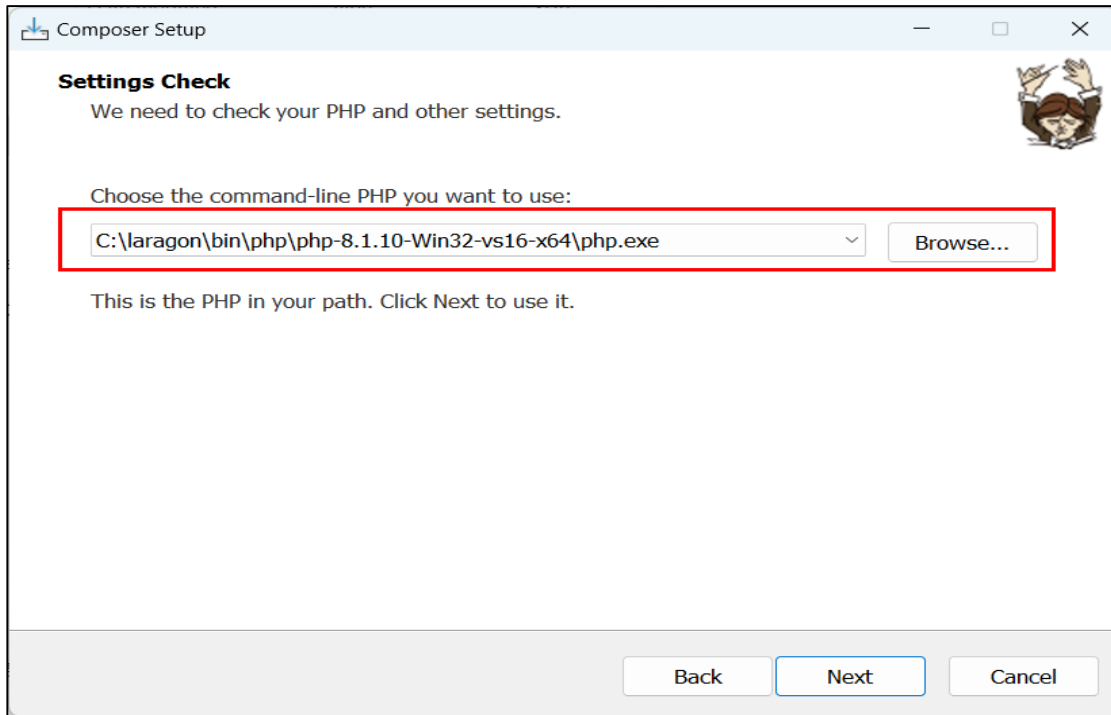 Composer Setup
Settings Check
We need to check your PHP and other settings.
Choose the command-line PHP you want to use:
C:\laragon\bin\php\php-8.1.10-Win32-vs16-x64\php.exe
Browse...
This is the PHP in your path. Click Next to use it.
Back
Next
Cancel